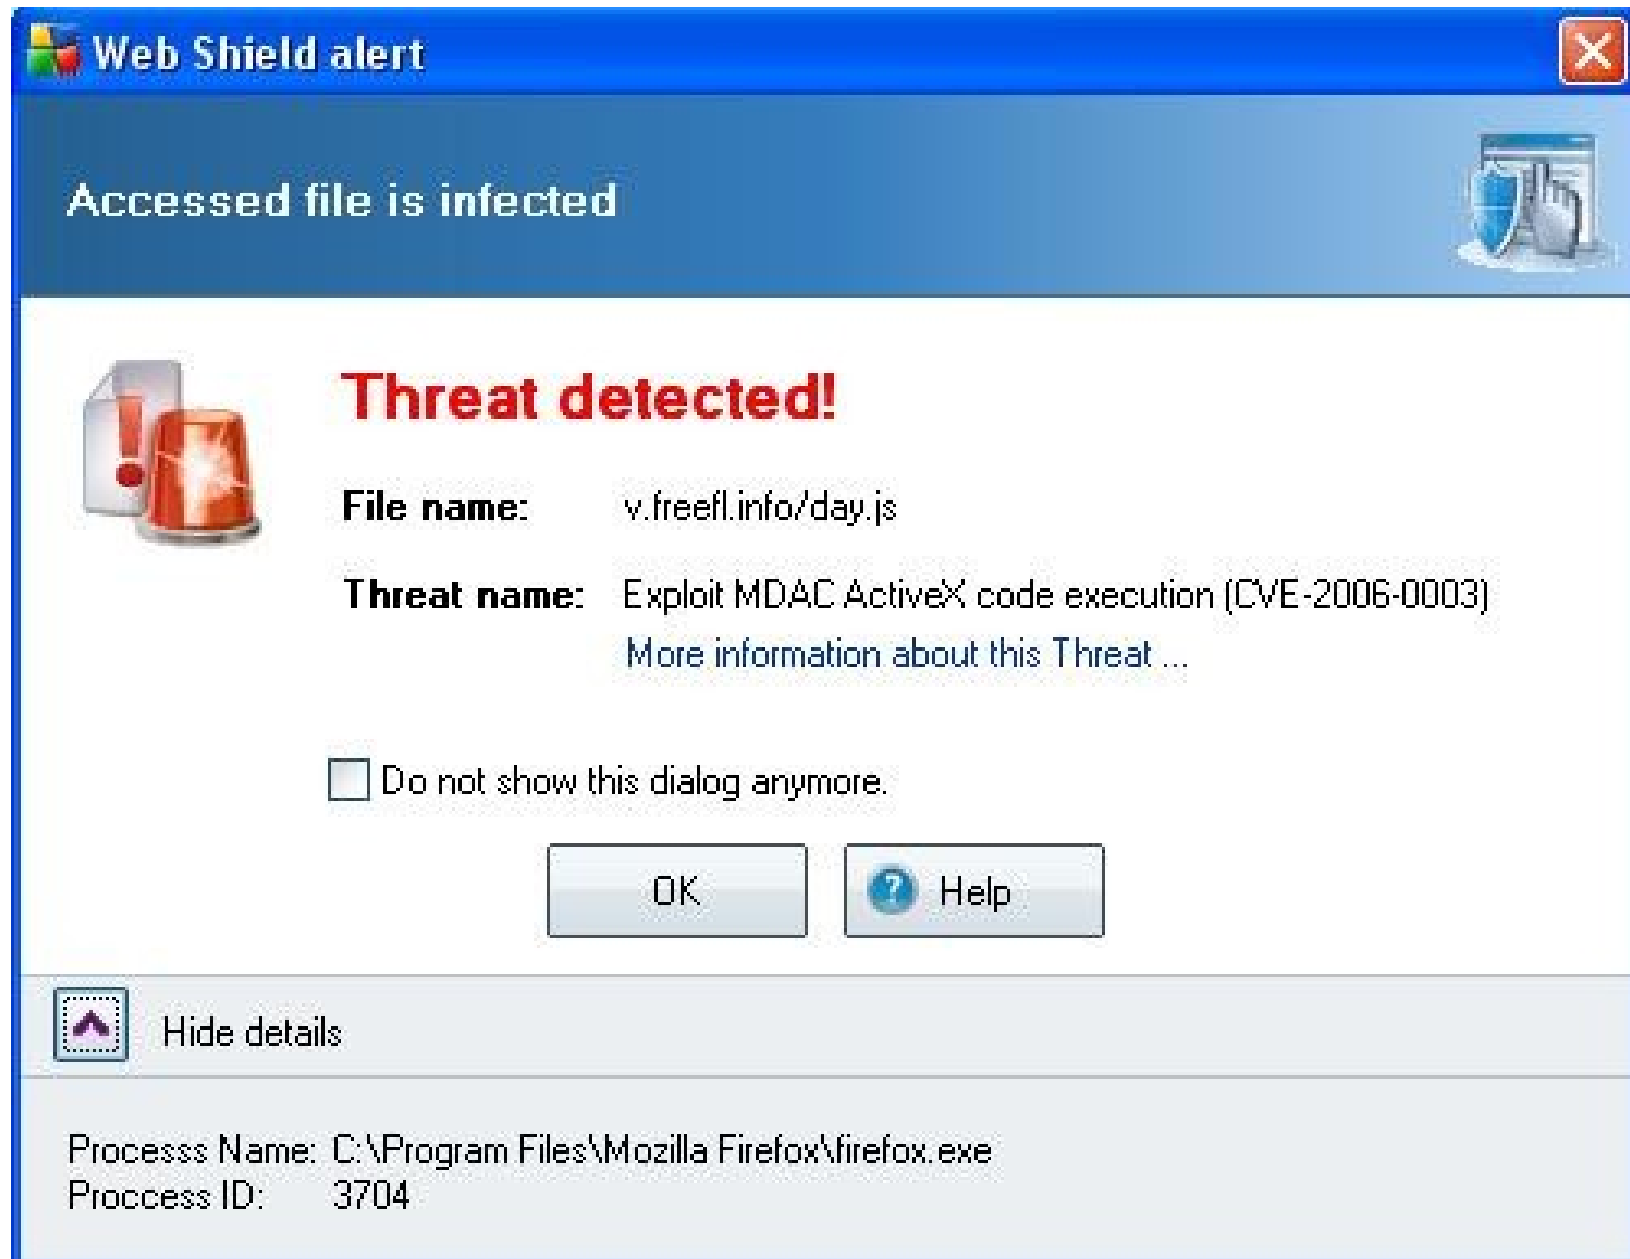 Web Shield alert
Accessed file is infected
Threat detected!
File name: v.freefl.info/day.js
Threat name: Exploit MDAC ActiveX code execution (CVE-2006-0003)
More information about this Threat ...
Do not show this dialog anymore.
OK
? Help
Hide details
Processs Name: C:\Program Files\Mozilla Firefox\firefox.exe
Proccess ID: 3704